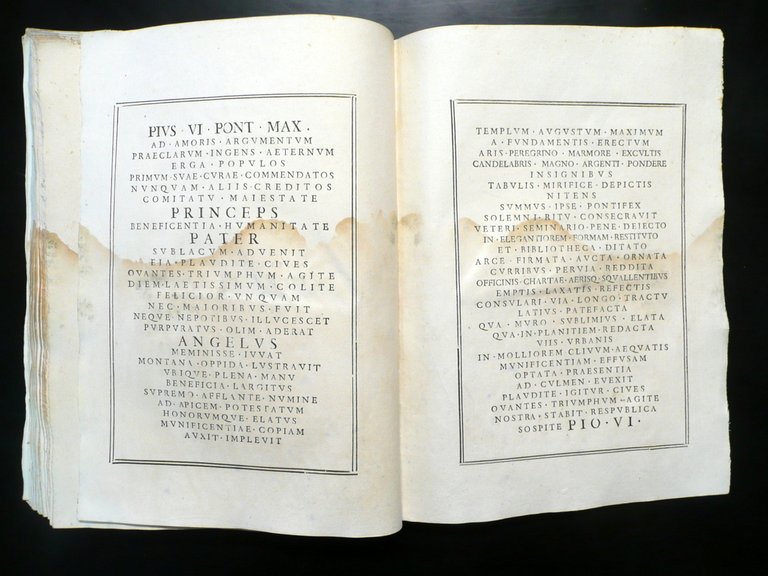 PIVS · VI · PONT · MAX ·
AD · AMORIS · ARGVMENTVM
PRAECLARVM · INGENS · AETERNVM
ERGA · POPVLOS
PRIMVM · SVAE · CVRAE · COMMENDATOS
NVNQVAM · ALIIS · CREDITOS
COMITATV · MAIESTATE
PRINCEPS
BENEFICENTIA · HVMANITATE
PATER
SVBLACVM · ADVENIT
EIA · PLAVDITE · CIVES
OVANTES · TRIVMPHVM · AGITE
DIEM · LAETISSIMVM · COLITE
FELICIOR · VNQVAM
NEC · MAIORIBVS · FVIT
NEQVE · NEPOTIBVS · ILLVCESCET
PVRPVRATVS · OLIM · ADERAT
ANGELVS
MEMINISSE · IVVAT
MONTANA · OPPIDA · LVSTRAVIT
VBIQVE · PLENA · MANV
BENEFICIA · LARGITVS
SVPREMO · AFFLANTE · NVMINE
AD · APICEM · POTESTATVM
HONORVMQVE · ELATVS
MVNIFICENTIAE · COPIAM
AVXIT · IMPLEVIT
TEMPLVM · AVGVSTVM · MAXIMVM
A · FVNDAMENTIS · ERECTVM
ARIS · PEREGRINO · MARMORE · EXCVLTIS
CANDELABRIS · MAGNO · ARGENTI · PONDERE
INSIGNIBVS
TABVLIS · MIRIFICE · DEPICTIS
NITENS
SVMMVS · IPSE · PONTIFEX
SOLEMNI · RITV · CONSECRAVIT
VETERI · SEMINARIO · PENE · DEIECTO
IN · ELEGANTIOREM · FORMAM · RESTITVTO
ET · BIBLIOTHECA · DITATO
ARCE · FIRMATA · AVCTA · ORNATA
CVRRIBVS · PERVIA · REDDITA
OFFICINIS · CHARTAE · AERISQ · SQVALLENTIBVS
EMPTIS · LAXATIS · REFECTIS
CONSVLARI · VIA · LONGO · TRACTV
LATIVS · PATEFACTA
QVA · MVRO · SVBLIMIVS · ELATA
QVA · IN · PLANITIEM · REDACTA
VIIS · VRBANIS
IN · MOLLIOREM · CLIVVM · AEQVATIS
MVNIFICENTIAM · EFFVSAM
OPTATA · PRAESENTIA
AD · CVLMEN · EVEXIT
PLAVDITE · IGITVR · CIVES
OVANTES · TRIVMPHVM · AGITE
NOSTRA · STABIT · RESPVBLICA
SOSPITE PIO · VI ·